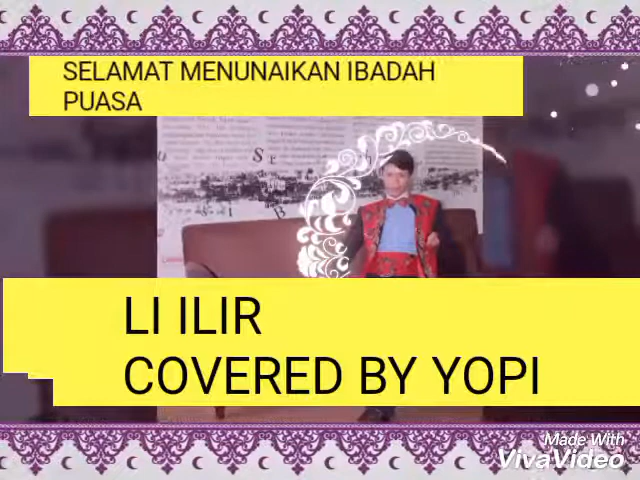 SELAMAT MENUNAIKAN IBADAH
PUASA
LI ILIR
COVERED BY YOPI
Made With
VivaVideo